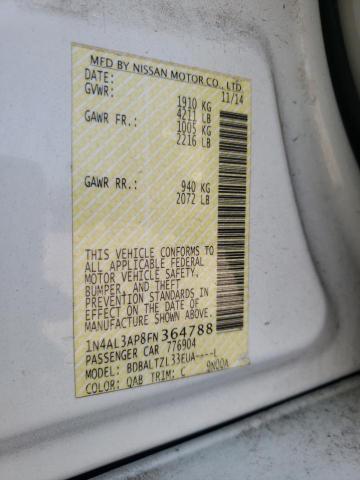 MFD BY NISSAN MOTOR CO., LTD.
DATE: 11/14
GVWR: 1910 KG
4211 LB
GAWR FR: 1005 KG
2216 LB
GAWR RR: 940 KG
2072 LB
THIS VEHICLE CONFORMS TO
ALL APPLICABLE FEDERAL
MOTOR VEHICLE SAFETY,
BUMPER, AND THEFT
PREVENTION STANDARDS IN
EFFECT ON THE DATE OF
MANUFACTURE SHOWN ABOVE.
1N4AL3AP8FN364788
PASSENGER CAR 776904
MODEL: BDBALTZL33EUA----L
COLOR: QAB TRIM: C